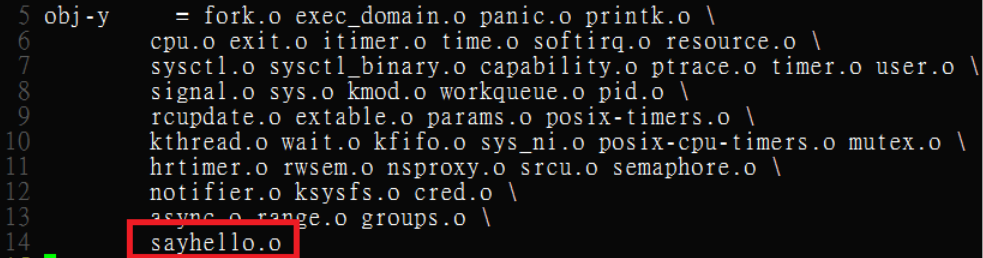 5 obj-y = fork.o exec_domain.o panic.o printk.o \
6 cpu.o exit.o itimer.o time.o softirq.o resource.o \
7 sysctl.o sysctl_binary.o capability.o ptrace.o timer.o user.o \
8 signal.o sys.o kmod.o workqueue.o pid.o \
9 rcupdate.o extable.o params.o posix-timers.o \
10 kthread.o wait.o kfifo.o sys_ni.o posix-cpu-timers.o mutex.o \
11 hrtimer.o rwsem.o nsproxy.o srcu.o semaphore.o \
12 notifier.o ksysfs.o cred.o \
13 async.o range.o groups.o \
14 sayhello.o